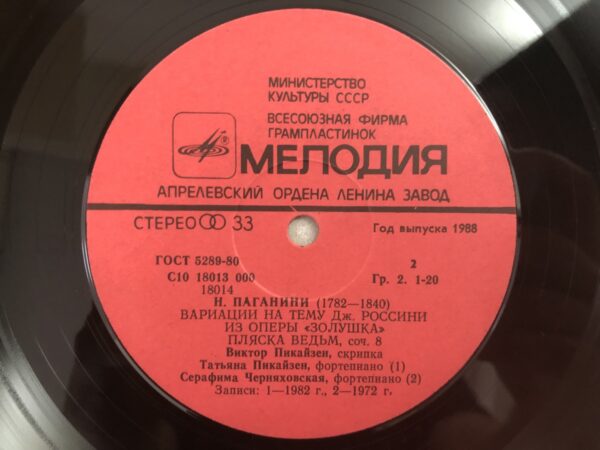 МИНИСТЕРСТВО
КУЛЬТУРЫ СССР
ВСЕСОЮЗНАЯ ФИРМА
ГРАМПЛАСТИНОК
МЕЛОДИЯ
АПРЕЛЕВСКИЙ ОРДЕНА ЛЕНИНА ЗАВОД
СТЕРЕО 33
Год выпуска 1988
ГОСТ 5289-80
2
С10 18013 000
Гр. 2. 1-20
18014
Н. ПАГАНИНИ (1782—1840)
ВАРИАЦИИ НА ТЕМУ Дж. РОССИНИ
ИЗ ОПЕРЫ «ЗОЛУШКА»
ПЛЯСКА ВЕДЬМ, соч. 8
Виктор Пикайзен, скрипка
Татьяна Пикайзен, фортепиано (1)
Серафима Черняховская, фортепиано (2)
Записи: 1—1982 г., 2—1972 г.